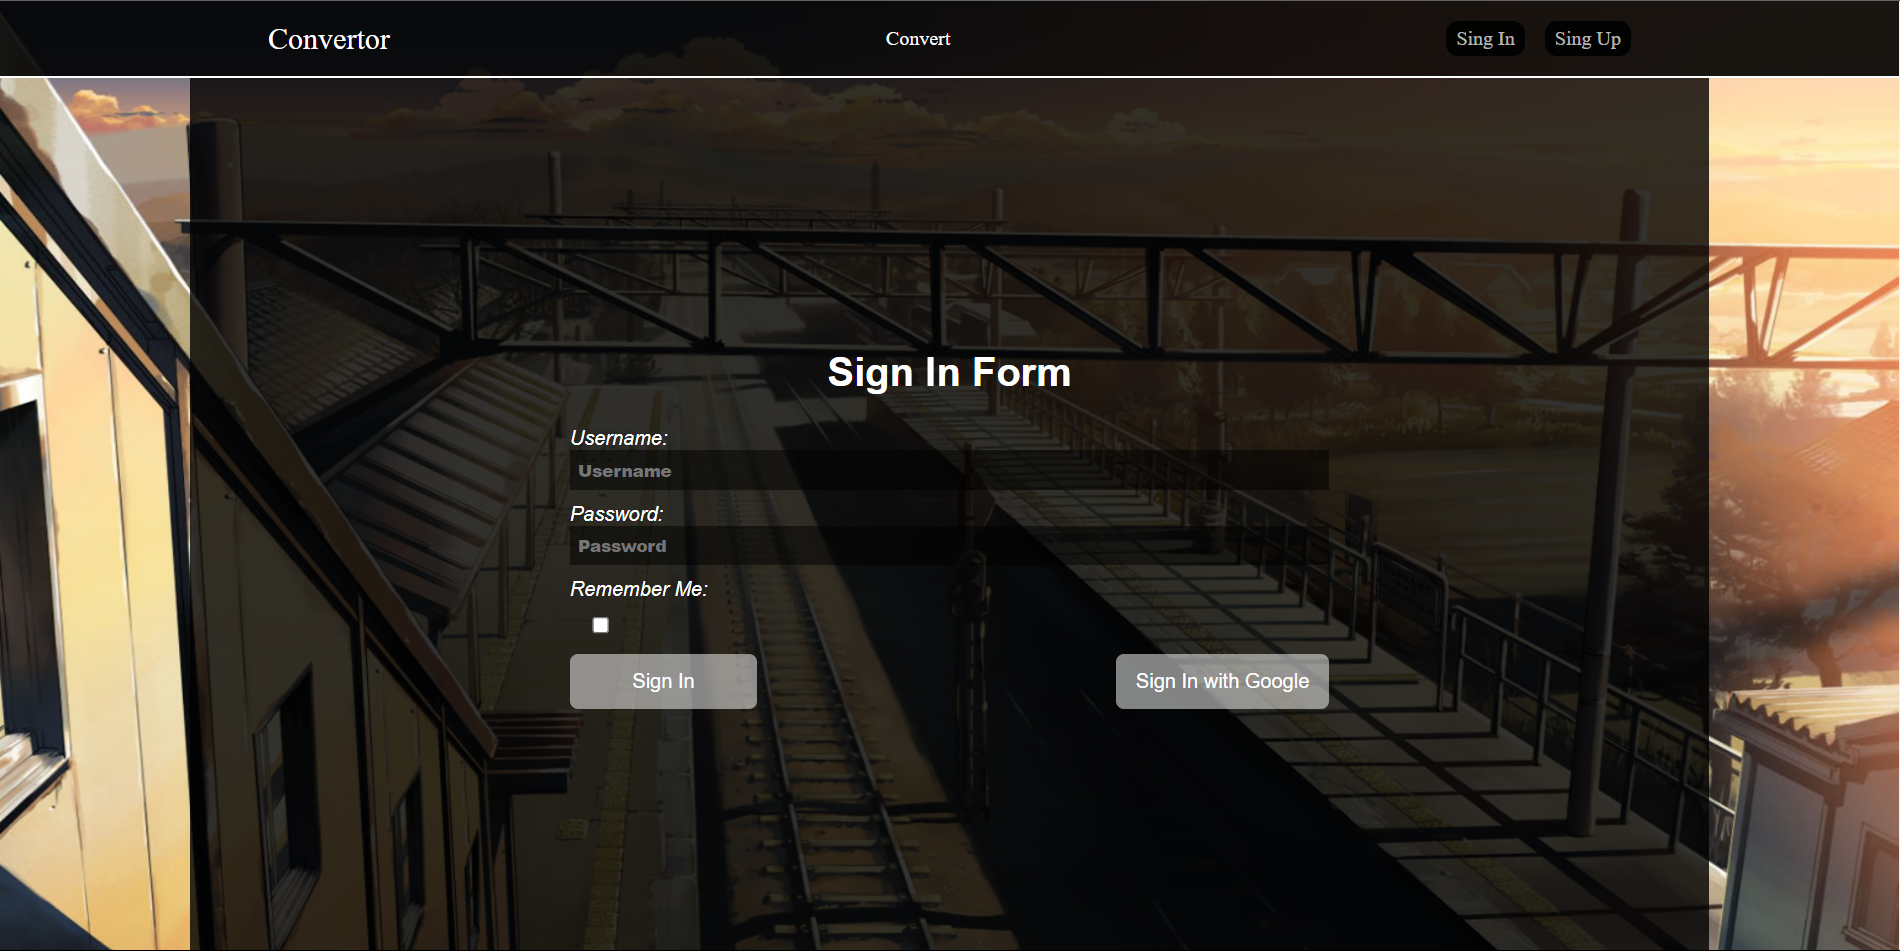 Convertor
Convert
Sing In
Sing Up
Sign In Form
Username:
Username
Password:
Password
Remember Me:
Sign In
Sign In with Google